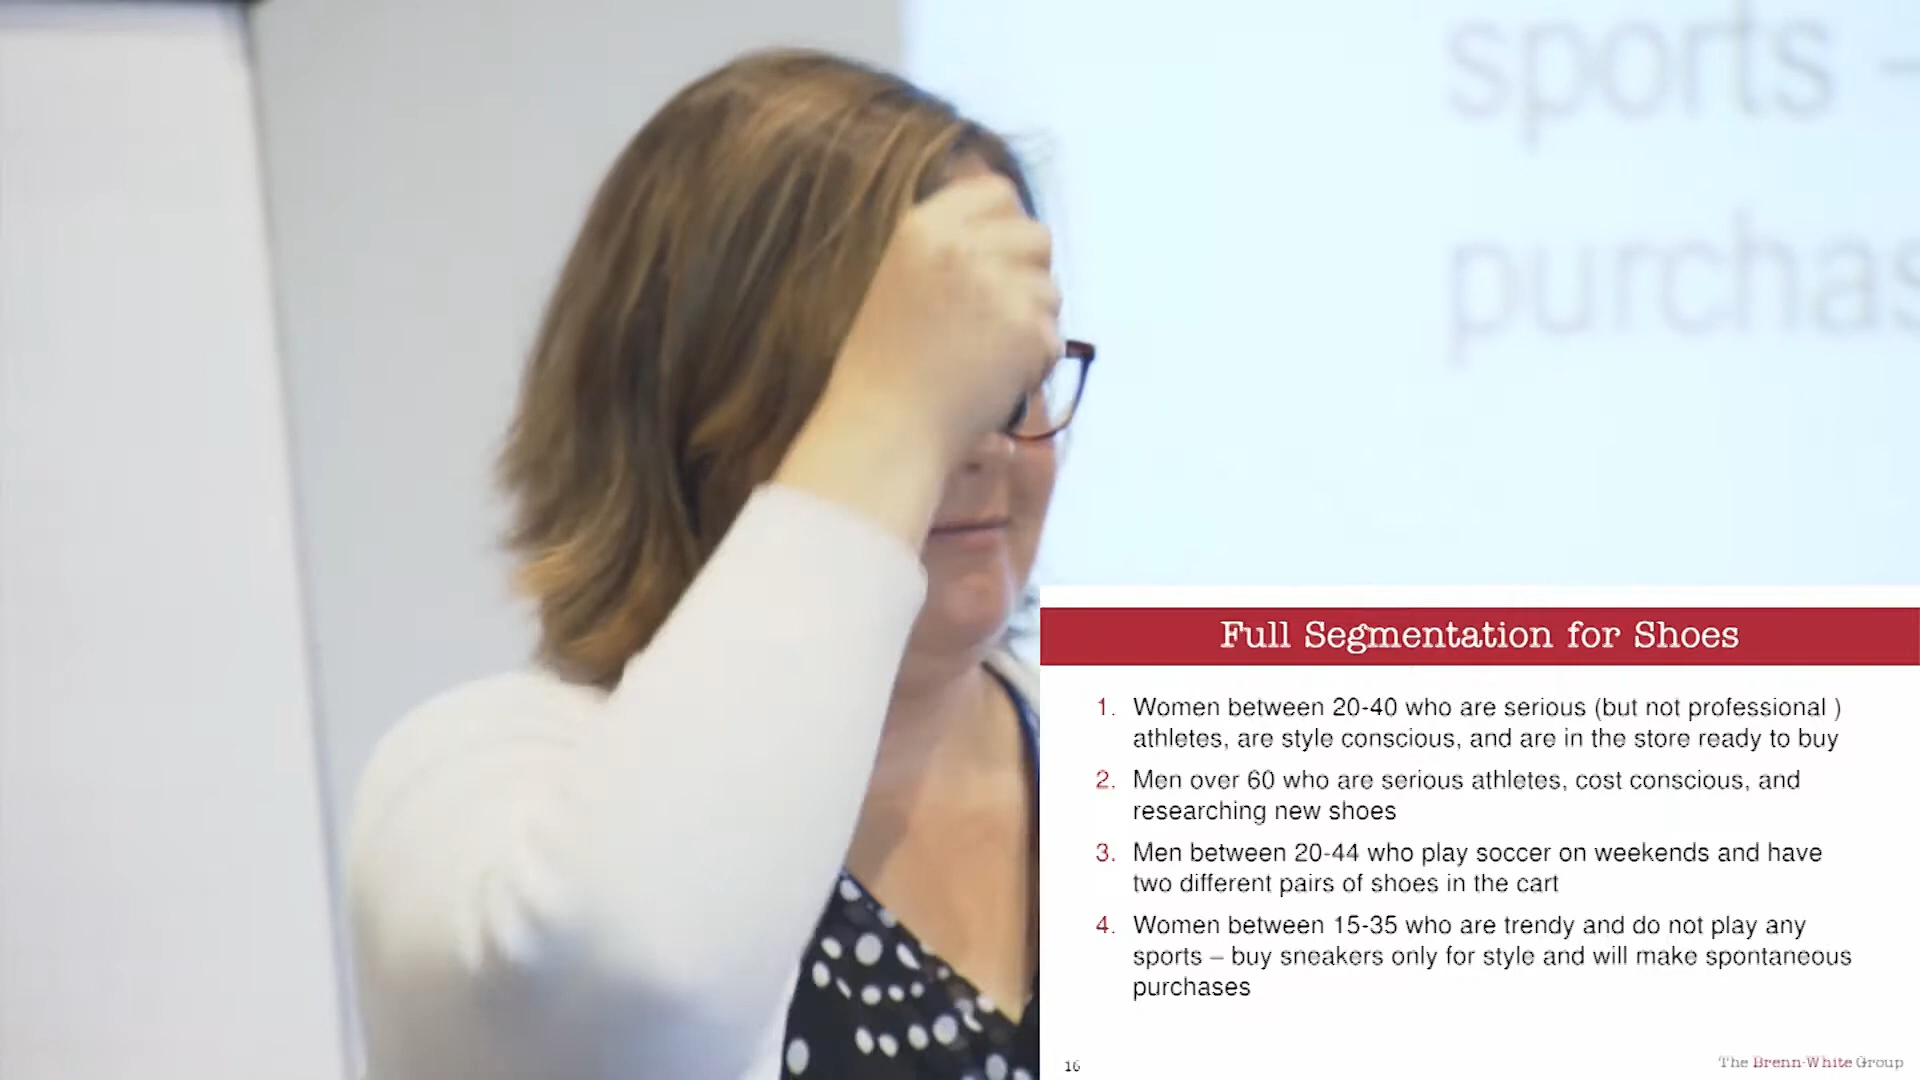 sports –
purchas
Full Segmentation for Shoes
1. Women between 20-40 who are serious (but not professional )
athletes, are style conscious, and are in the store ready to buy
2. Men over 60 who are serious athletes, cost conscious, and
researching new shoes
3. Men between 20-44 who play soccer on weekends and have
two different pairs of shoes in the cart
4. Women between 15-35 who are trendy and do not play any
sports – buy sneakers only for style and will make spontaneous
purchases
16
The Brenn-White Group